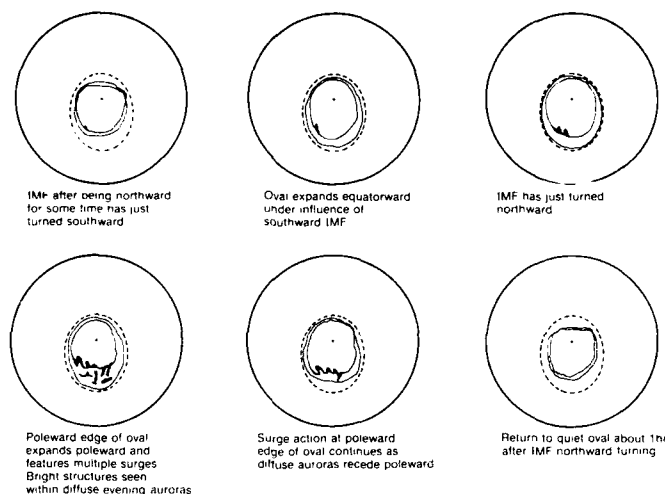 IMF after being northward
for some time has just
turned southward
Oval expands equatorward
under influence of
southward IMF
IMF has just turned
northward
Poleward edge of oval
expands poleward and
features multiple surges
Bright structures seen
within diffuse evening auroras
Surge action at poleward
edge of oval continues as
diffuse auroras recede poleward
Return to quiet oval about 1h
after IMF northward turning